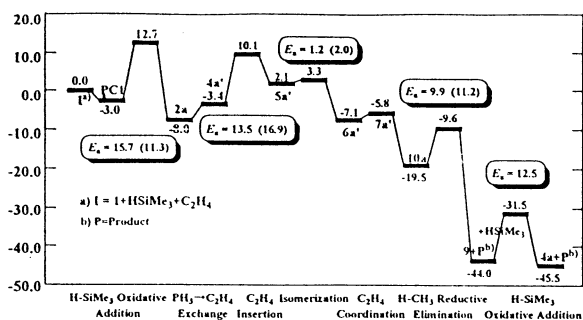 20.0
10.0
0.0
-10.0
-20.0
-30.0
-40.0
-50.0
0.0
I a)
PC1
-3.0
12.7
2a
-8.0
4a'
-3.4
10.1
2.1
5a'
3.3
-7.1
6a'
-5.8
7a'
10a
-19.5
-9.6
+HSiMe3
9+P b)
-44.0
-31.5
4a+P b)
-45.5
Ea = 15.7 (11.3)
Ea = 13.5 (16.9)
Ea = 1.2 (2.0)
Ea = 9.9 (11.2)
Ea = 12.5
a) I = 1+HSiMe3+C2H4
b) P=Product
H-SiMe3 Oxidative Addition
PH3→C2H4 Exchange
C2H4 Insertion
Isomerization
C2H4 Coordination
H-CH3 Reductive Elimination
H-SiMe3 Oxidative Addition